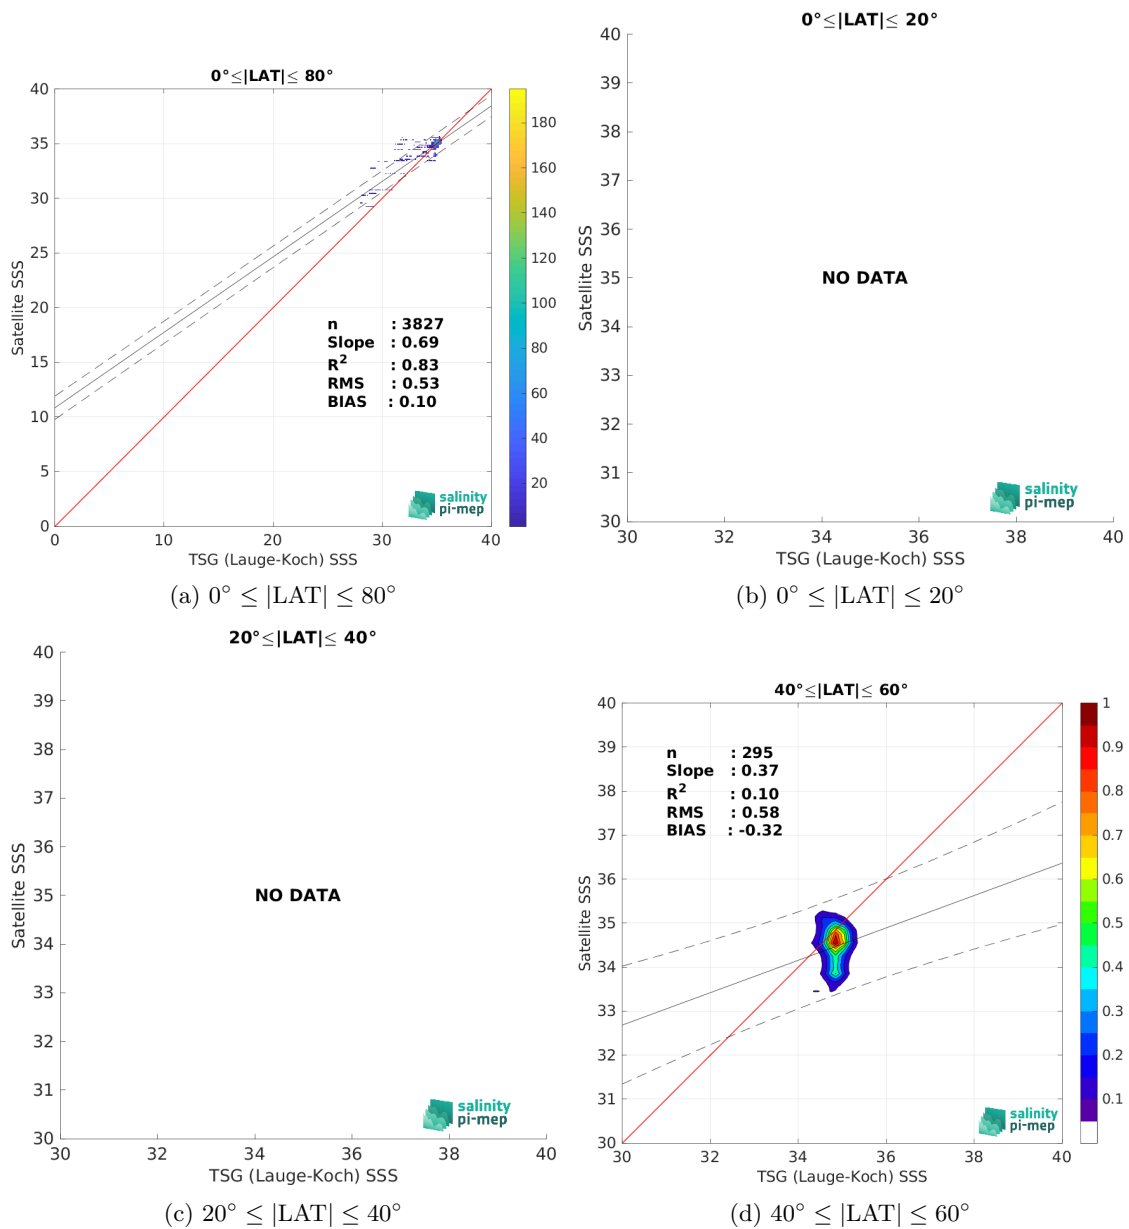 0°≤|LAT|≤ 80°
40
35
30
25
20
15
10
5
0
Satellite SSS
0
10
20
30
40
TSG (Lauge-Koch) SSS
180
160
140
120
100
80
60
40
20
n : 3827
Slope : 0.69
R² : 0.83
RMS : 0.53
BIAS : 0.10
salinity
pi-mep
(a) 0° ≤ |LAT| ≤ 80°
0°≤|LAT|≤ 20°
40
39
38
37
36
35
34
33
32
31
30
Satellite SSS
NO DATA
30
32
34
36
38
40
TSG (Lauge-Koch) SSS
salinity
pi-mep
(b) 0° ≤ |LAT| ≤ 20°
20°≤|LAT|≤ 40°
40
39
38
37
36
35
34
33
32
31
30
Satellite SSS
NO DATA
30
32
34
36
38
40
TSG (Lauge-Koch) SSS
salinity
pi-mep
(c) 20° ≤ |LAT| ≤ 40°
40°≤|LAT|≤ 60°
40
39
38
37
36
35
34
33
32
31
30
Satellite SSS
n : 295
Slope : 0.37
R² : 0.10
RMS : 0.58
BIAS : -0.32
30
32
34
36
38
40
TSG (Lauge-Koch) SSS
1
0.9
0.8
0.7
0.6
0.5
0.4
0.3
0.2
0.1
salinity
pi-mep
(d) 40° ≤ |LAT| ≤ 60°